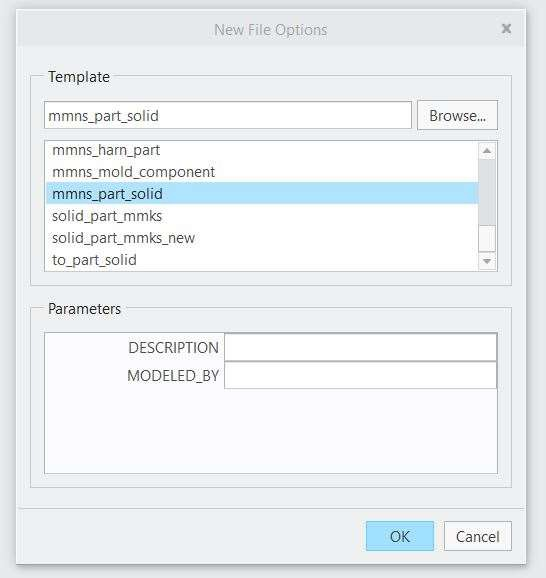 New File Options
Template
mmns_part_solid
Browse...
mmns_harn_part
mmns_mold_component
mmns_part_solid
solid_part_mmks
solid_part_mmks_new
to_part_solid
Parameters
DESCRIPTION
MODELED_BY
OK
Cancel